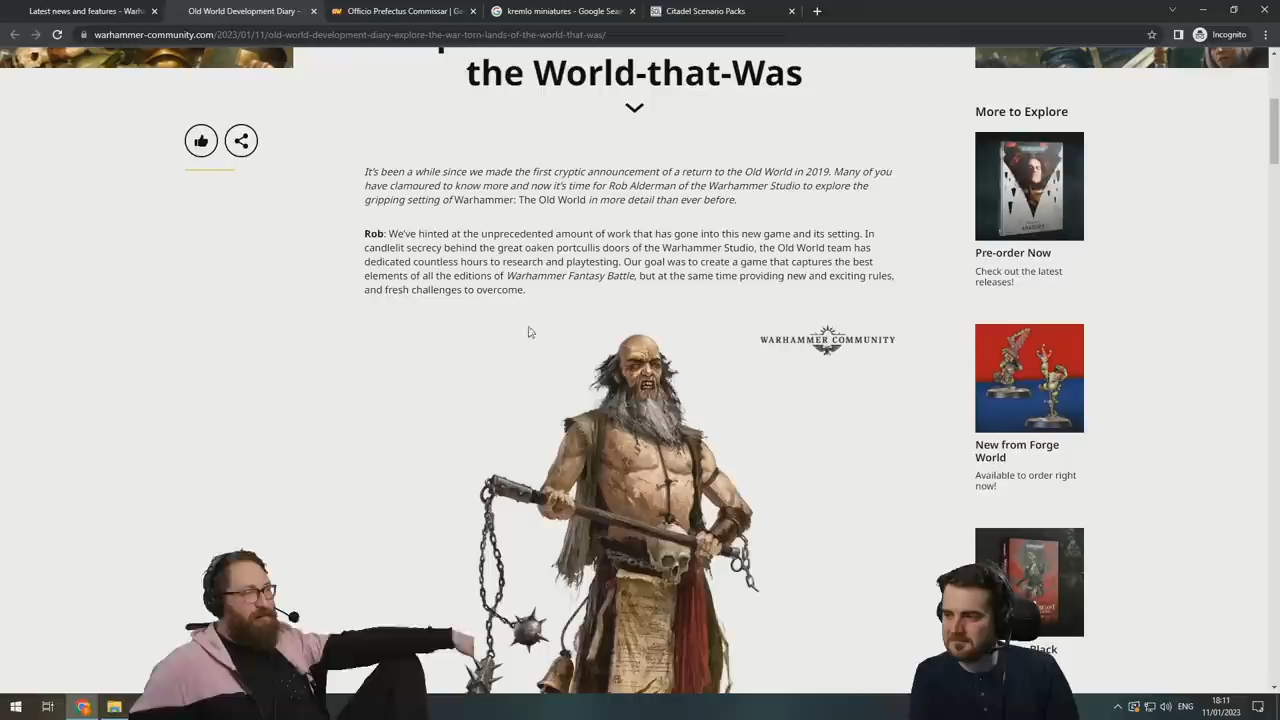 Latest Warhammer news & features - Wark
Old World Development Diary –
Officio Prefectus Commissar | Ga
kremlo miniatures - Google Sear
Citadel Scenario Packs
warhammer-community.com/2023/01/11/old-world-development-diary-explore-the-war-torn-lands-of-the-world-that-was/
Incognito
the World-that-Was
More to Explore
It's been a while since we made the first cryptic announcement of a return to the Old World in 2019. Many of you
have clamoured to know more and now it's time for Rob Alderman of the Warhammer Studio to explore the
gripping setting of Warhammer: The Old World in more detail than ever before.
Rob: We've hinted at the unprecedented amount of work that has gone into this new game and its setting. In
candlelit secrecy behind the great oaken portcullis doors of the Warhammer Studio, the Old World team has
dedicated countless hours to research and playtesting. Our goal was to create a game that captures the best
elements of all the editions of Warhammer Fantasy Battle, but at the same time providing new and exciting rules,
and fresh challenges to overcome.
WARHAMMER COMMUNITY
Pre-order Now
Check out the latest
releases!
New from Forge
World
Available to order right
now!
Black
ENG
18:11
11/01/2023